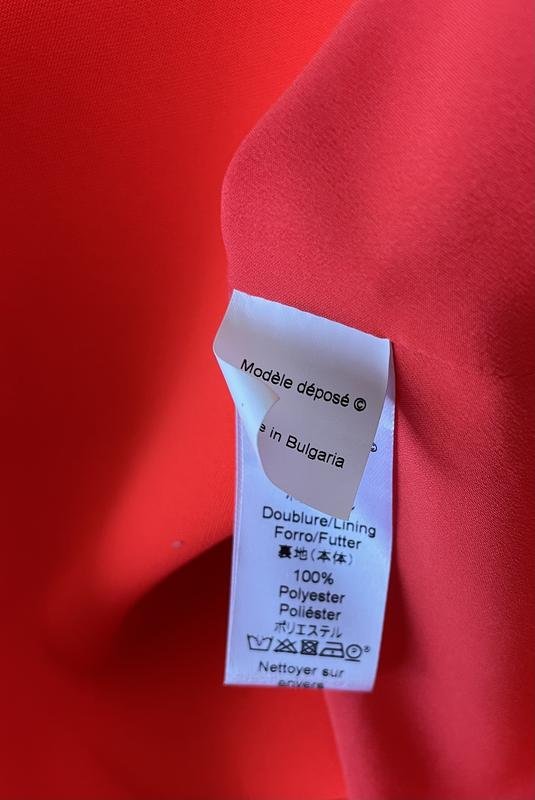 Modèle déposé ©
e in Bulgaria
Doublure/Lining
Forro/Futter
裏地(本体)
100%
Polyester
Poliéster
ポリエステル
Nettoyer sur
envers